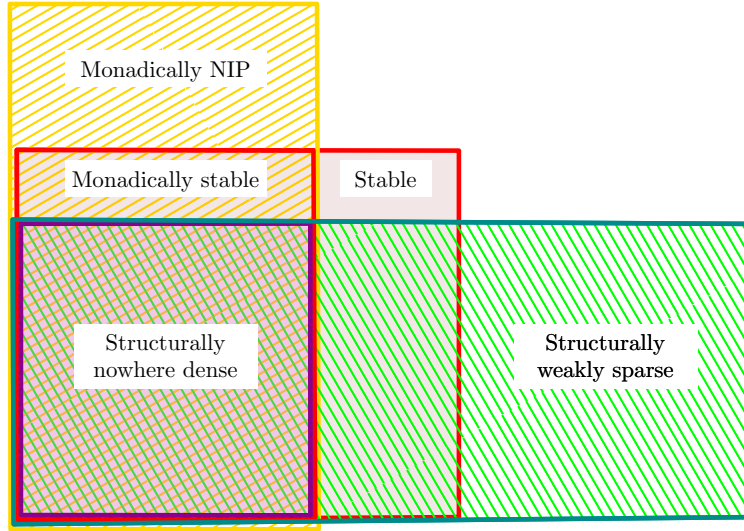 Monadically NIP
Monadically stable
Stable
Structurally
nowhere dense
Structurally
weakly sparse